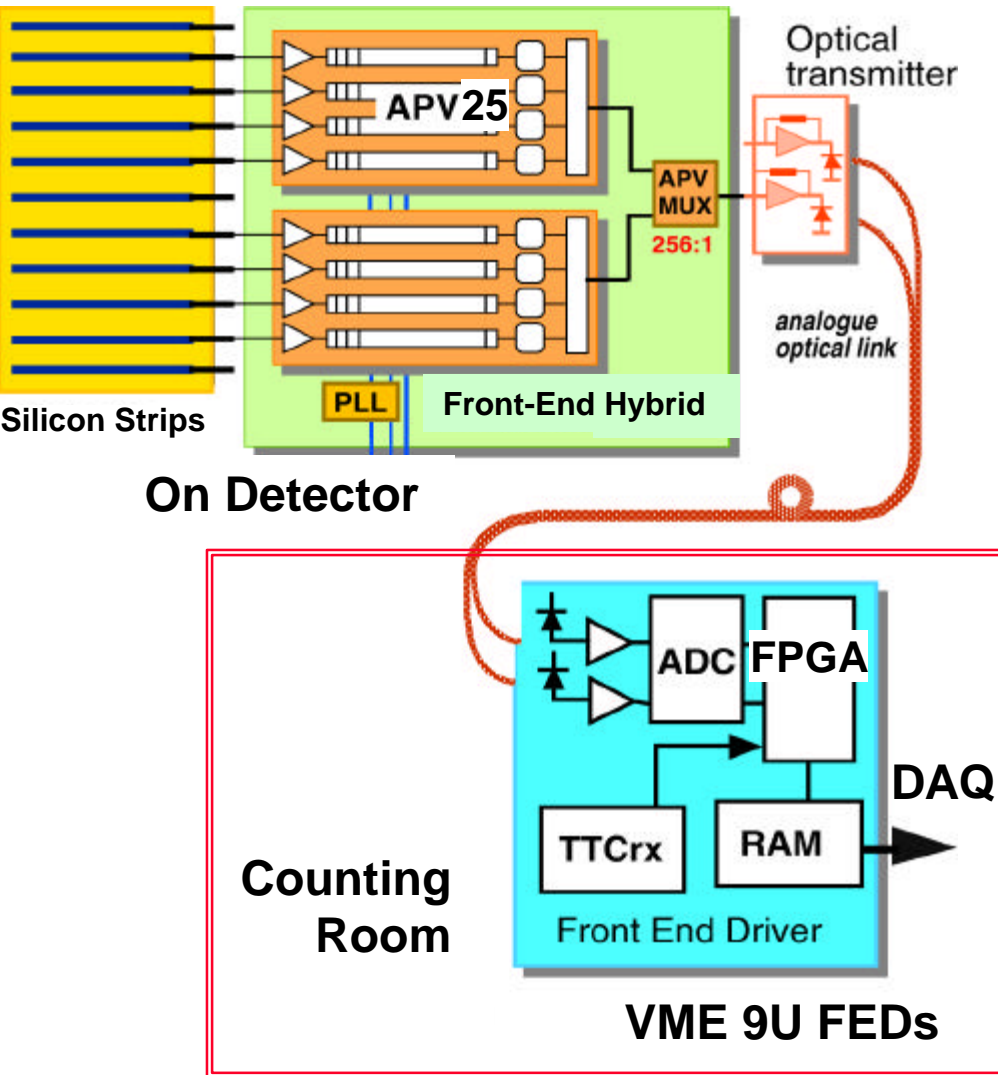 Optical
transmitter
APV25
APV
MUX
256:1
analogue
optical link
PLL
Front-End Hybrid
Silicon Strips
On Detector
ADC
FPGA
DAQ
TTCrx
RAM
Counting
Room
Front End Driver
VME 9U FEDs